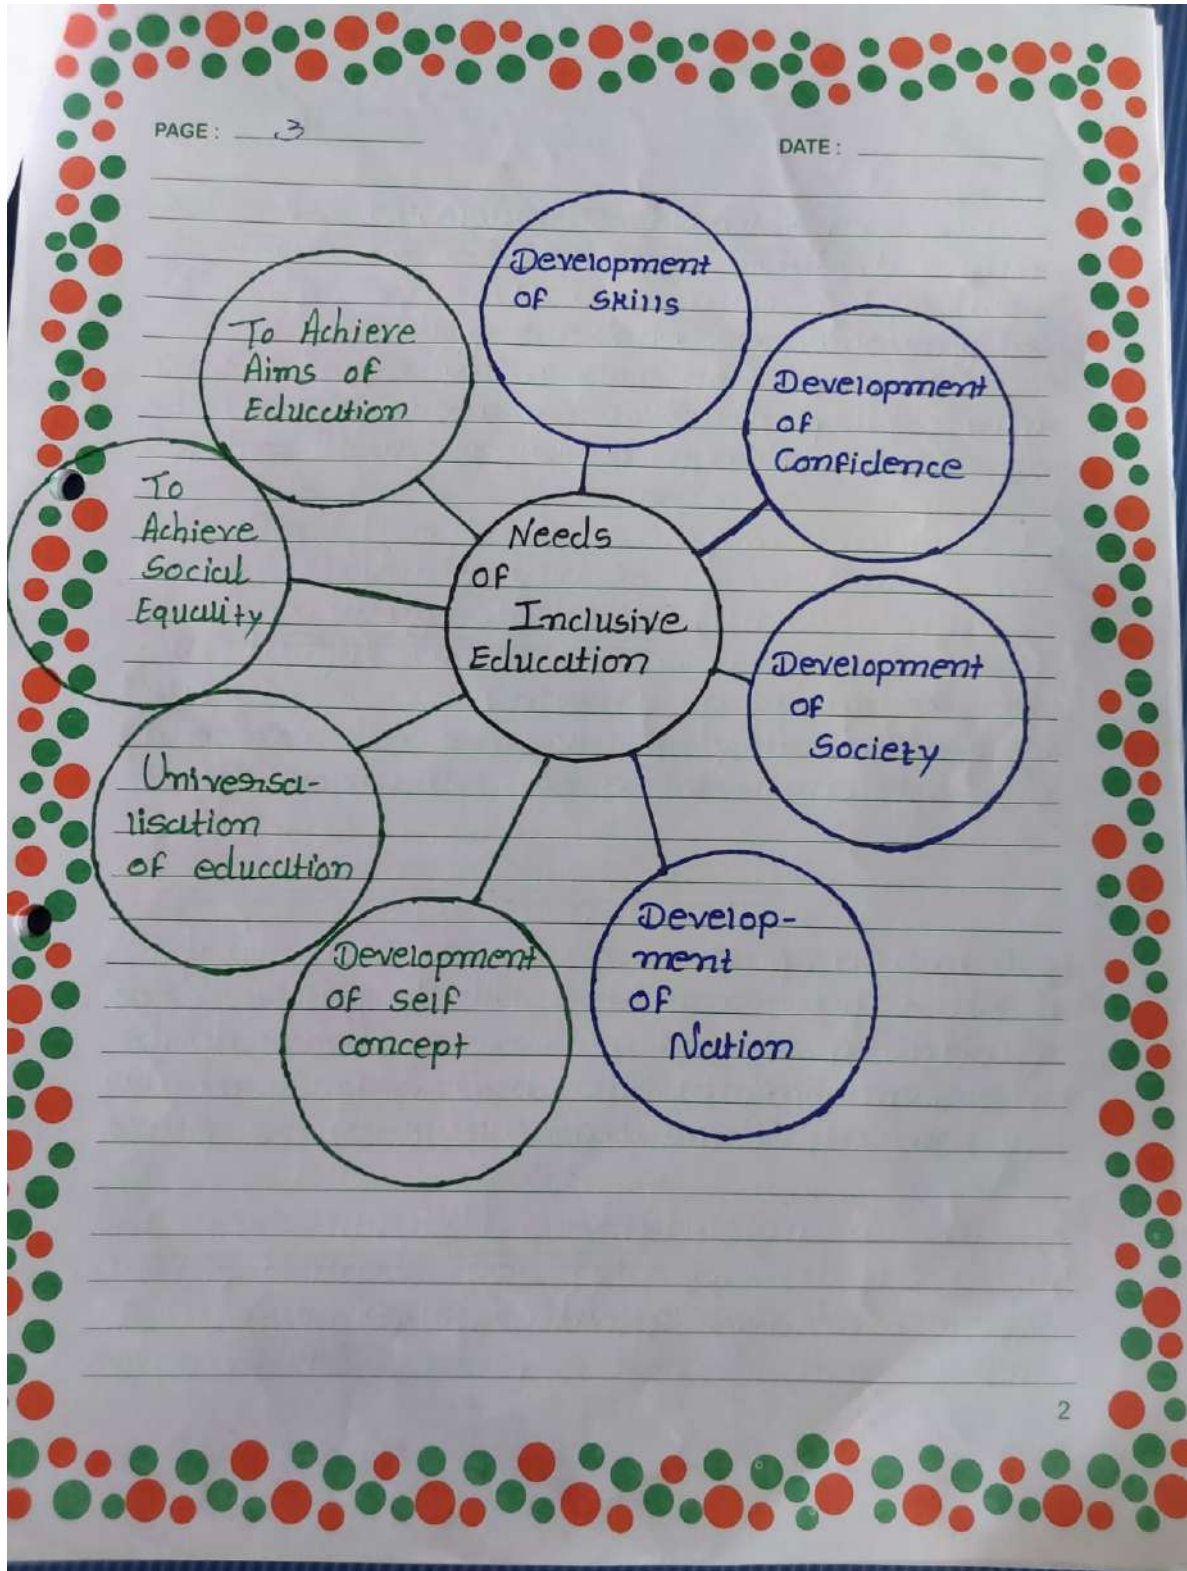 PAGE : 3
DATE :
Development
of skills
To Achieve
Aims of
Education
Development
of
Confidence
To
Achieve
Social
Equality
Needs
of
Inclusive
Education
Development
of
Society
Universa-
lisation
of education
Development
of self
concept
Develop-
ment
of
Nation
2